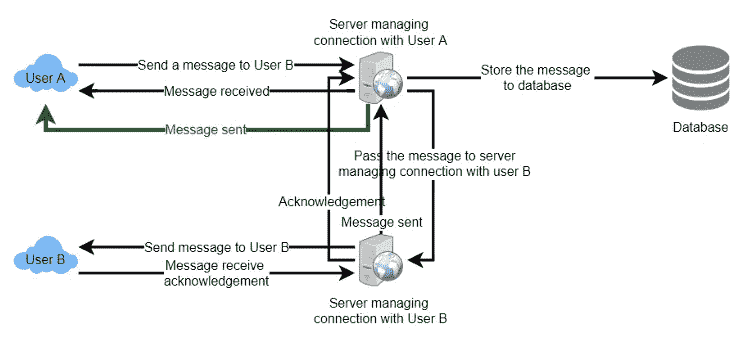 Server managing
connection with User A
Send a message to User B
User A
Store the message
to database
Message received
Database
Message sent
Pass the message to server
managing connection with user B
Acknowledgement
Message sent
Send message to User B
User B
Message receive
acknowledgement
Server managing
connection with User B